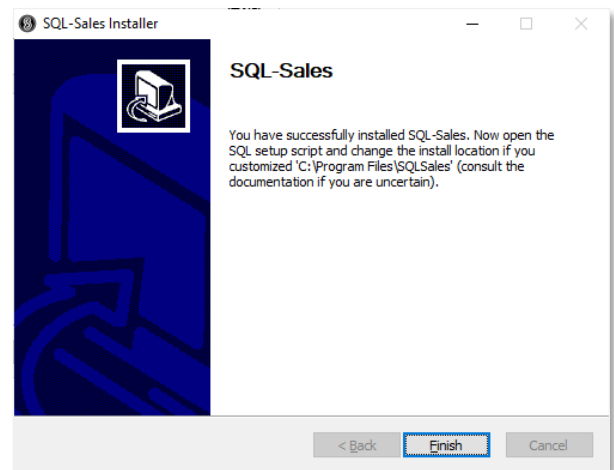 SQL-Sales Installer
SQL-Sales
You have successfully installed SQL-Sales. Now open the
SQL setup script and change the install location if you
customized 'C:\Program Files\SQLSales' (consult the
documentation if you are uncertain).
< Back Finish Cancel